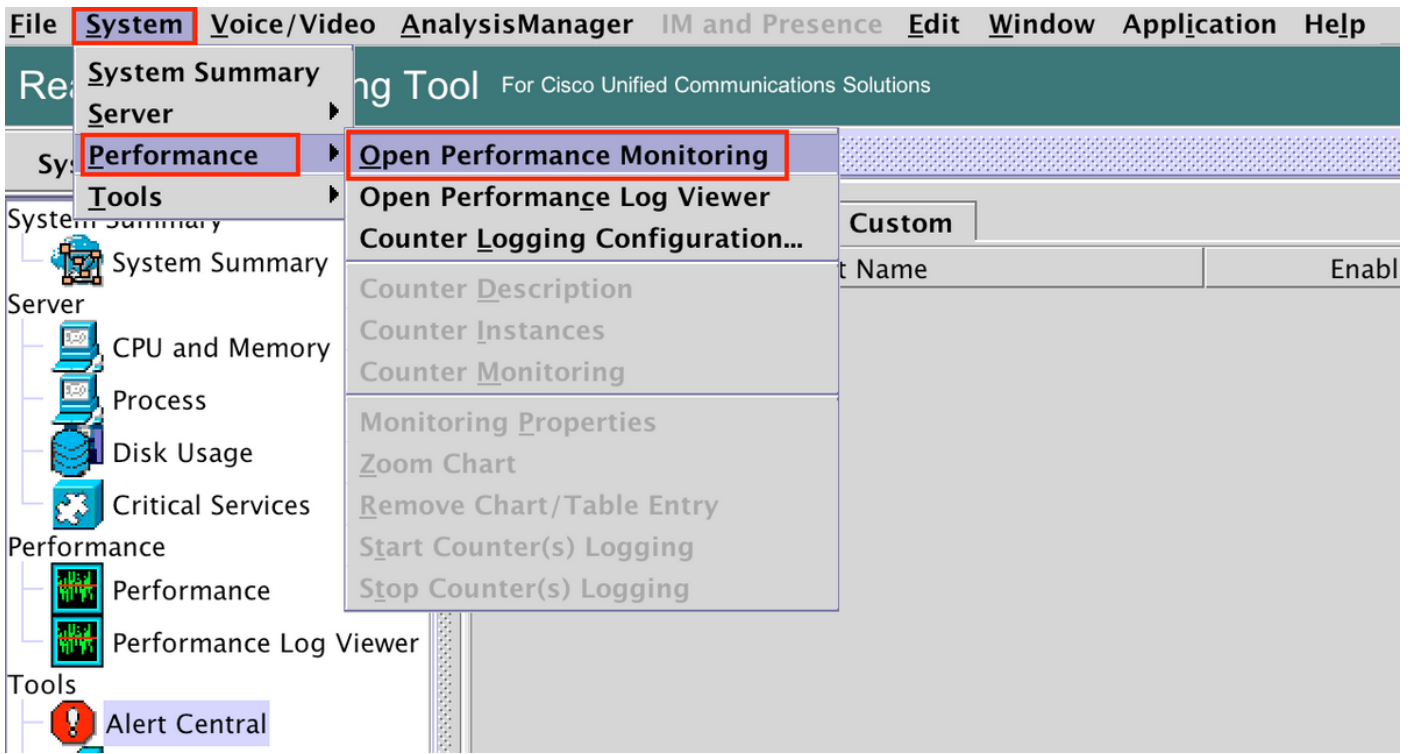 File System Voice/Video AnalysisManager IM and Presence Edit Window Application Help
Rea ng Tool For Cisco Unified Communications Solutions
System Summary
Server
Performance
Tools
Open Performance Monitoring
Open Performance Log Viewer
Counter Logging Configuration...
Counter Description
Counter Instances
Counter Monitoring
Monitoring Properties
Zoom Chart
Remove Chart/Table Entry
Start Counter(s) Logging
Stop Counter(s) Logging
Sys
Custom
t Name Enabl
System Summary
System Summary
Server
CPU and Memory
Process
Disk Usage
Critical Services
Performance
Performance
Performance Log Viewer
Tools
Alert Central